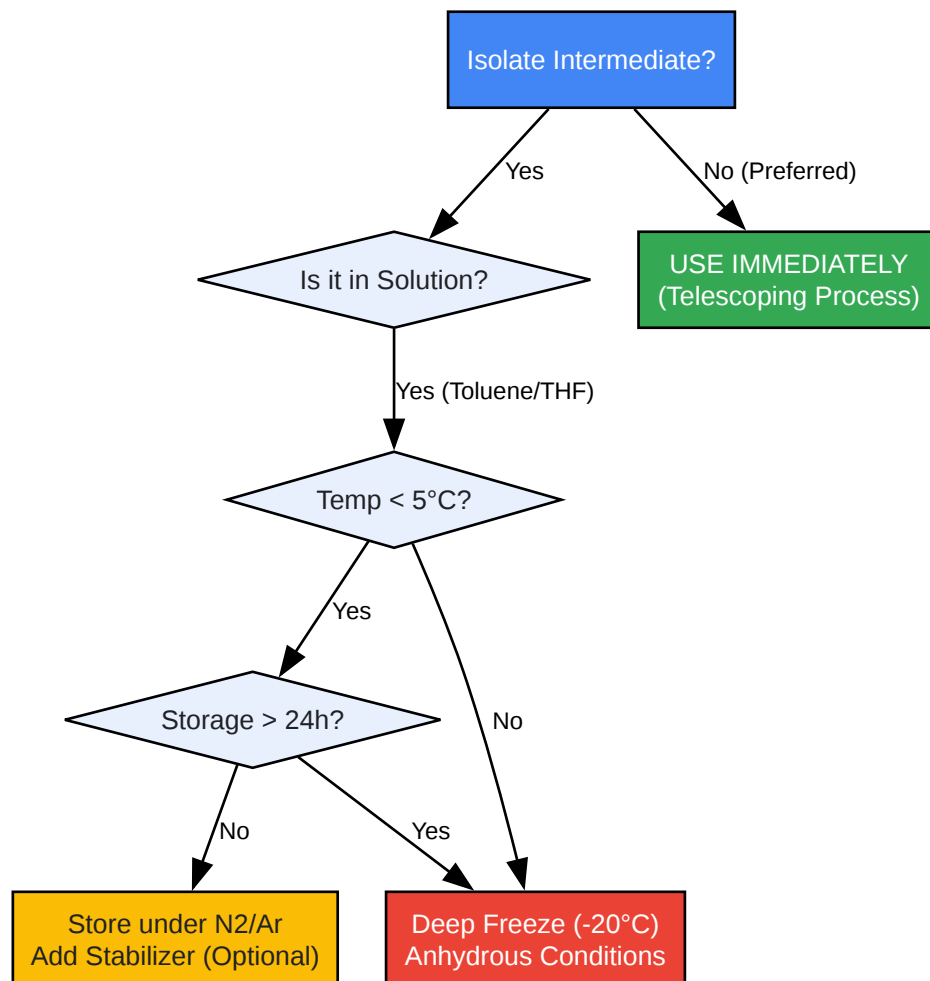 Isolate Intermediate?
Yes
No (Preferred)
Is it in Solution?
USE IMMEDIATELY
(Telescoping Process)
Yes (Toluene/THF)
Temp < 5°C?
Yes
Storage > 24h?
No
No
Yes
Store under N2/Ar
Add Stabilizer (Optional)
Deep Freeze (-20°C)
Anhydrous Conditions